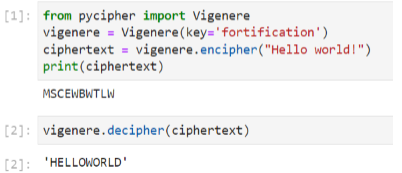 [1]: from pycipher import Vigenere
vigenere = Vigenere(key='fortification')
ciphertext = vigenere.encipher("Hello world!")
print(ciphertext)
MSCEWBWTLW
[2]: vigenere.decipher(ciphertext)
[2]: 'HELLOWORLD'